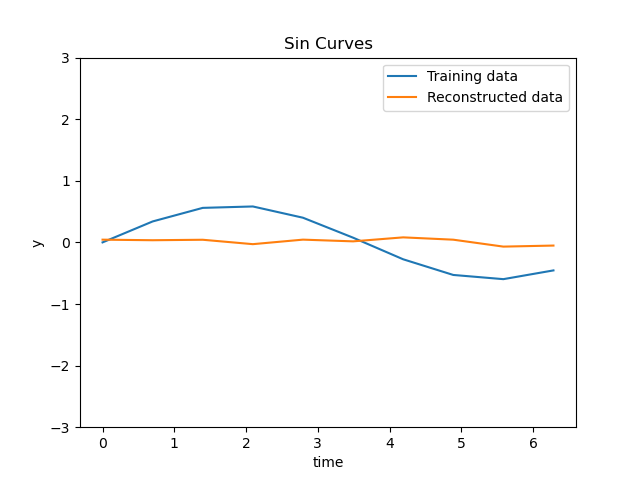 Sin Curves
Training data
Reconstructed data
3
2
1
0
−1
−2
−3
y
0 1 2 3 4 5 6
time